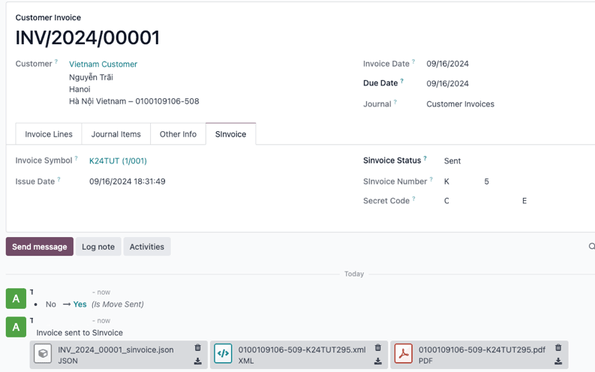 Customer Invoice
INV/2024/00001
Customer ? Vietnam Customer
Nguyễn Trãi
Hanoi
Hà Nội Vietnam – 0100109106-508
Invoice Date ? 09/16/2024
Due Date ? 09/16/2024
Journal ? Customer Invoices
Invoice Lines Journal Items Other Info SInvoice
Invoice Symbol ? K24TUT (1/001)
Issue Date ? 09/16/2024 18:31:49
Sinvoice Status ? Sent
SInvoice Number ? K 5
Secret Code ? C E
Send message Log note Activities
Today
A T - now
No → Yes (Is Move Sent)
A T - now
Invoice sent to SInvoice
INV_2024_00001_sinvoice.json
JSON
0100109106-509-K24TUT295.xml
XML
0100109106-509-K24TUT295.pdf
PDF